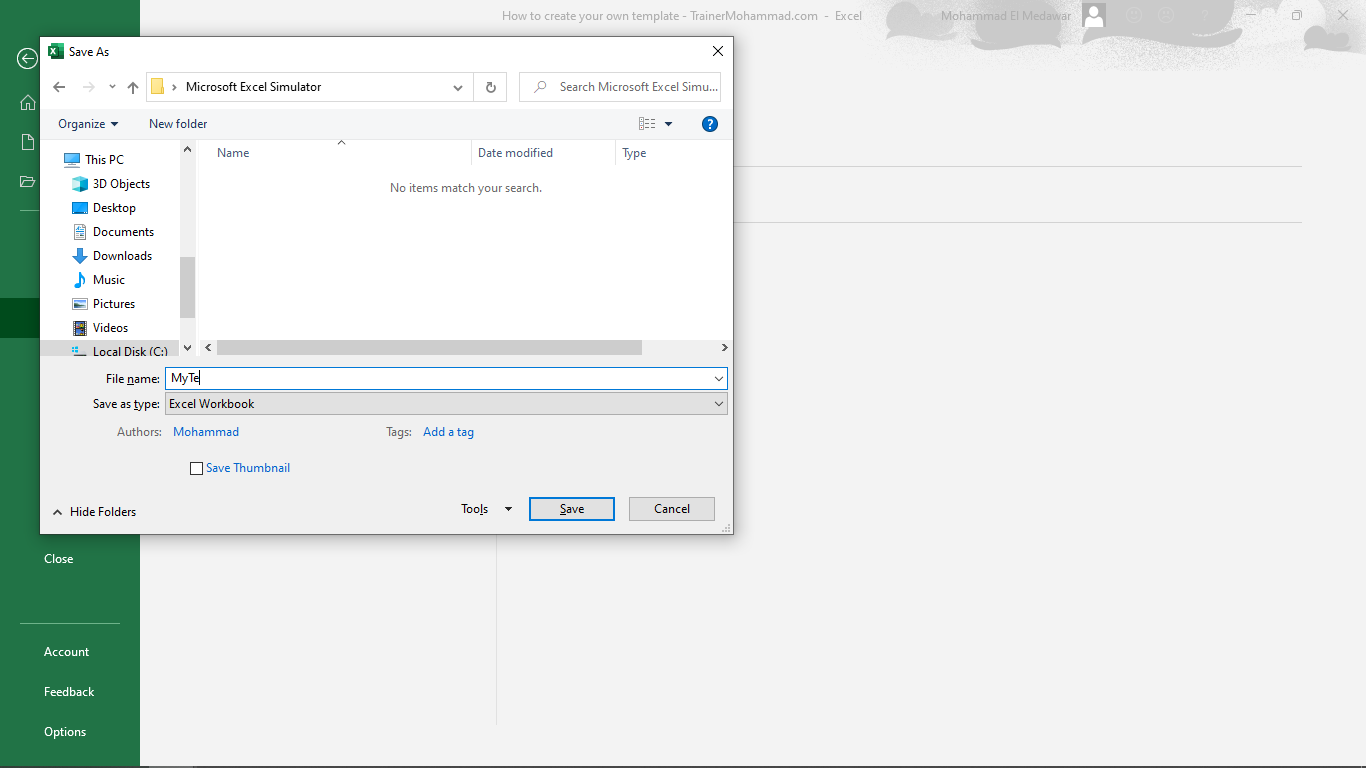 How to create your own template - TrainerMohammad.com - Excel
Mohammad El Medawar
Save As
Microsoft Excel Simulator
Search Microsoft Excel Simu...
Organize
New folder
This PC
3D Objects
Desktop
Documents
Downloads
Music
Pictures
Videos
Local Disk (C:)
Name
Date modified
Type
No items match your search.
File name:
MyTe
Save as type:
Excel Workbook
Authors:
Mohammad
Tags:
Add a tag
Save Thumbnail
Hide Folders
Tools
Save
Cancel
Close
Account
Feedback
Options